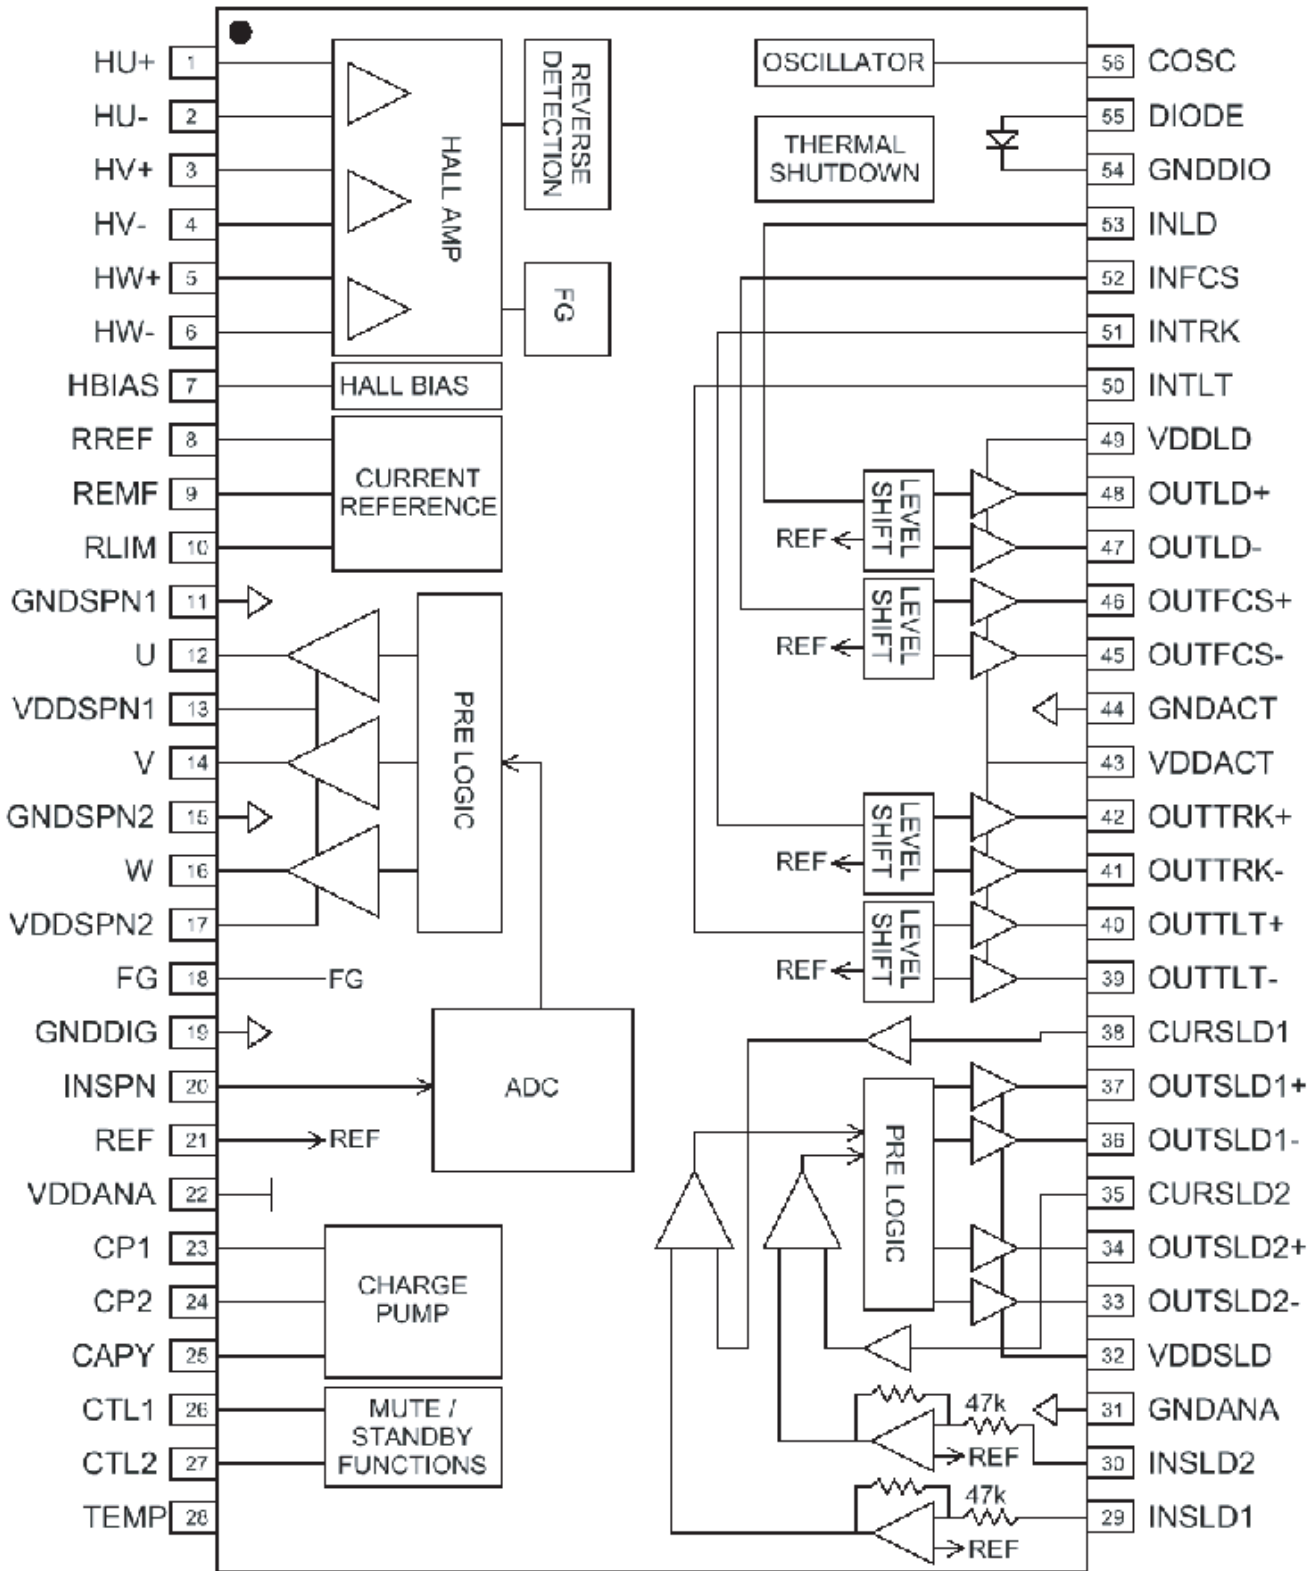 HU+ 1
HU- 2
HV+ 3
HV- 4
HW+ 5
HW- 6
HBIAS 7
RREF 8
REMF 9
RLIM 10
GNDSPN1 11
U 12
VDDSPN1 13
V 14
GNDSPN2 15
W 16
VDDSPN2 17
FG 18
GNDDIG 19
INSPN 20
REF 21
VDDANA 22
CP1 23
CP2 24
CAPY 25
CTL1 26
CTL2 27
TEMP 28
HALL AMP
REVERSE
DETECTION
FG
HALL BIAS
CURRENT
REFERENCE
PRE LOGIC
FG
ADC
REF
CHARGE
PUMP
MUTE /
STANDBY
FUNCTIONS
OSCILLATOR
THERMAL
SHUTDOWN
LEVEL
SHIFT
REF
LEVEL
SHIFT
REF
LEVEL
SHIFT
REF
LEVEL
SHIFT
REF
PRE LOGIC
47k
REF
47k
REF
56 COSC
55 DIODE
54 GNDDIO
53 INLD
52 INFCS
51 INTRK
50 INTLT
49 VDDLD
48 OUTLD+
47 OUTLD-
46 OUTFCS+
45 OUTFCS-
44 GNDACT
43 VDDACT
42 OUTTRK+
41 OUTTRK-
40 OUTTLT+
39 OUTTLT-
38 CURSLD1
37 OUTSLD1+
36 OUTSLD1-
35 CURSLD2
34 OUTSLD2+
33 OUTSLD2-
32 VDDSLD
31 GNDANA
30 INSLD2
29 INSLD1